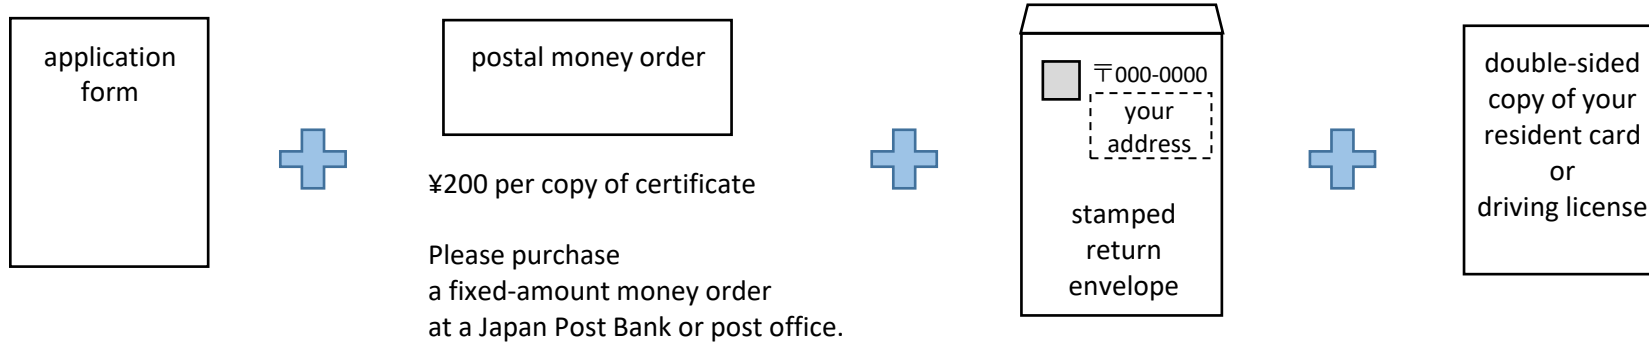 application
form
postal money order
¥200 per copy of certificate
Please purchase
a fixed-amount money order
at a Japan Post Bank or post office.
〒000-0000
your
address
stamped
return
envelope
double-sided
copy of your
resident card
or
driving license